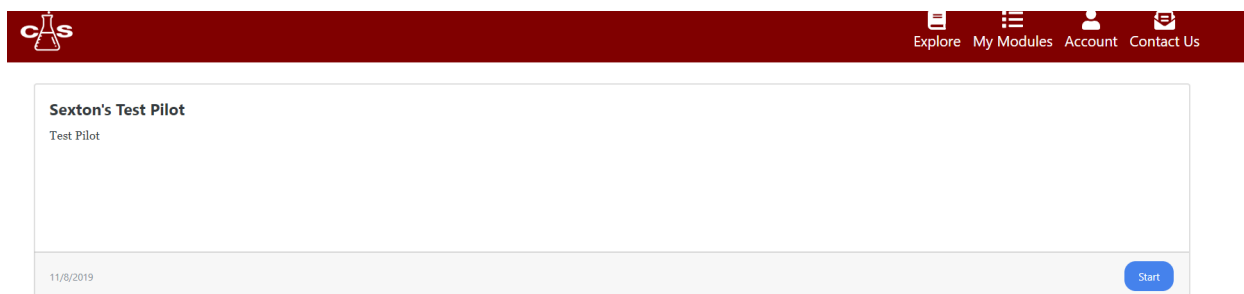 CAS
Explore My Modules Account Contact Us
Sexton's Test Pilot
Test Pilot
11/8/2019
Start